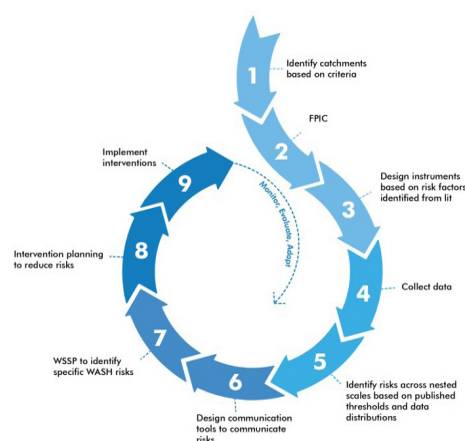 1
Identify catchments
based on criteria
2
FPIC
3
Design instruments
based on risk factors
identified from lit
4
Collect data
5
Identify risks across nested
scales based on published
thresholds and data
distributions
6
Design communication
tools to communicate
risks
7
WSSP to identify
specific WASH risks
8
Intervention planning
to reduce risks
9
Implement
interventions
Monitor, Evaluate, Adapt